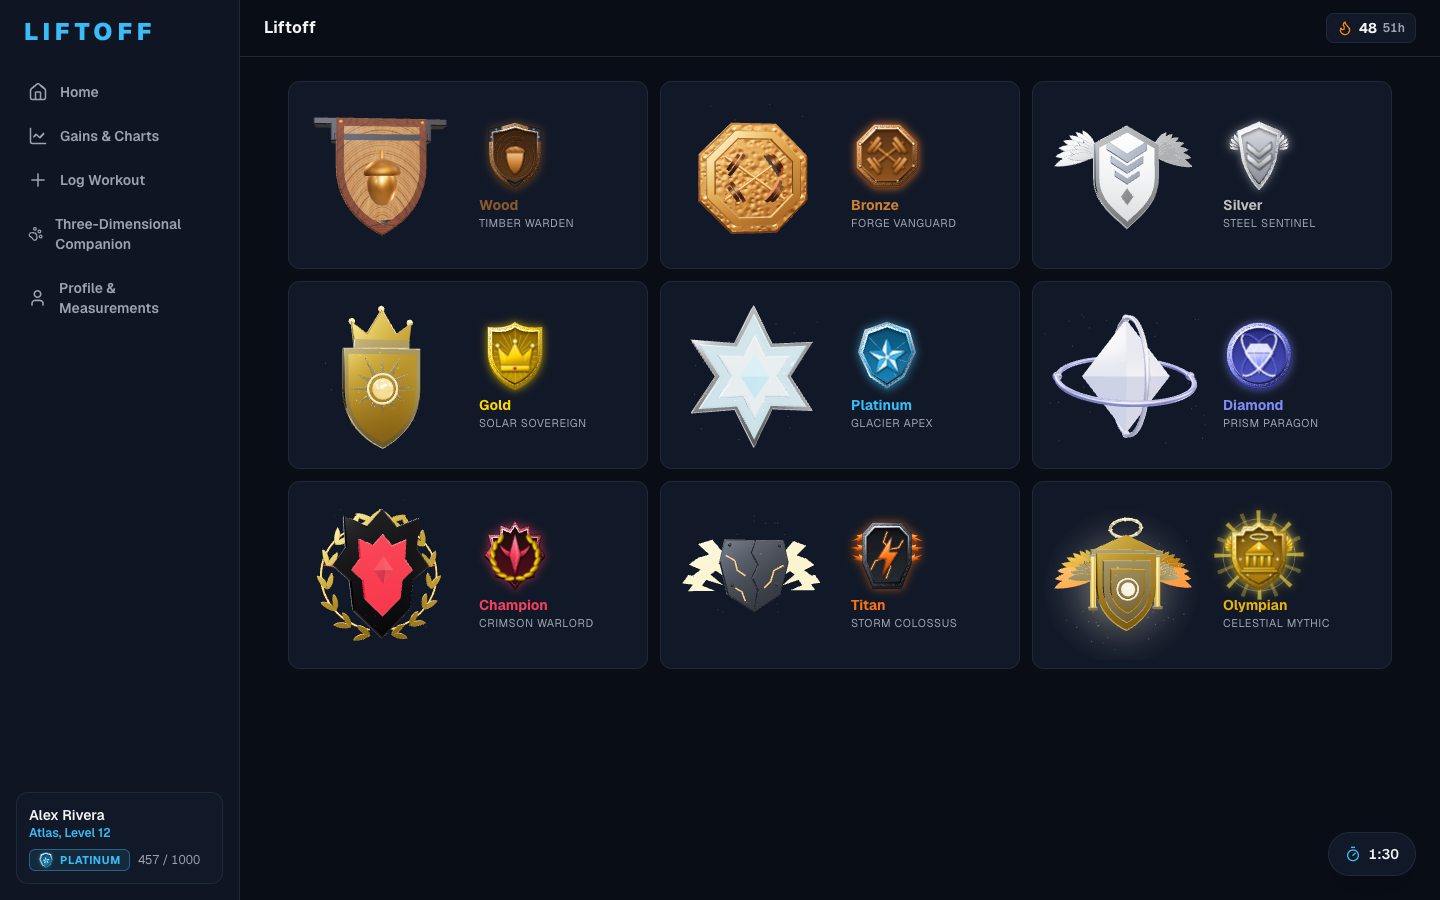 LIFTOFF
Liftoff
48 51h
Home
Gains & Charts
Log Workout
Three-Dimensional
Companion
Profile &
Measurements
Wood
TIMBER WARDEN
Bronze
FORGE VANGUARD
Silver
STEEL SENTINEL
Gold
SOLAR SOVEREIGN
Platinum
GLACIER APEX
Diamond
PRISM PARAGON
Champion
CRIMSON WARLORD
Titan
STORM COLOSSUS
Olympian
CELESTIAL MYTHIC
Alex Rivera
Atlas, Level 12
PLATINUM 457 / 1000
1:30